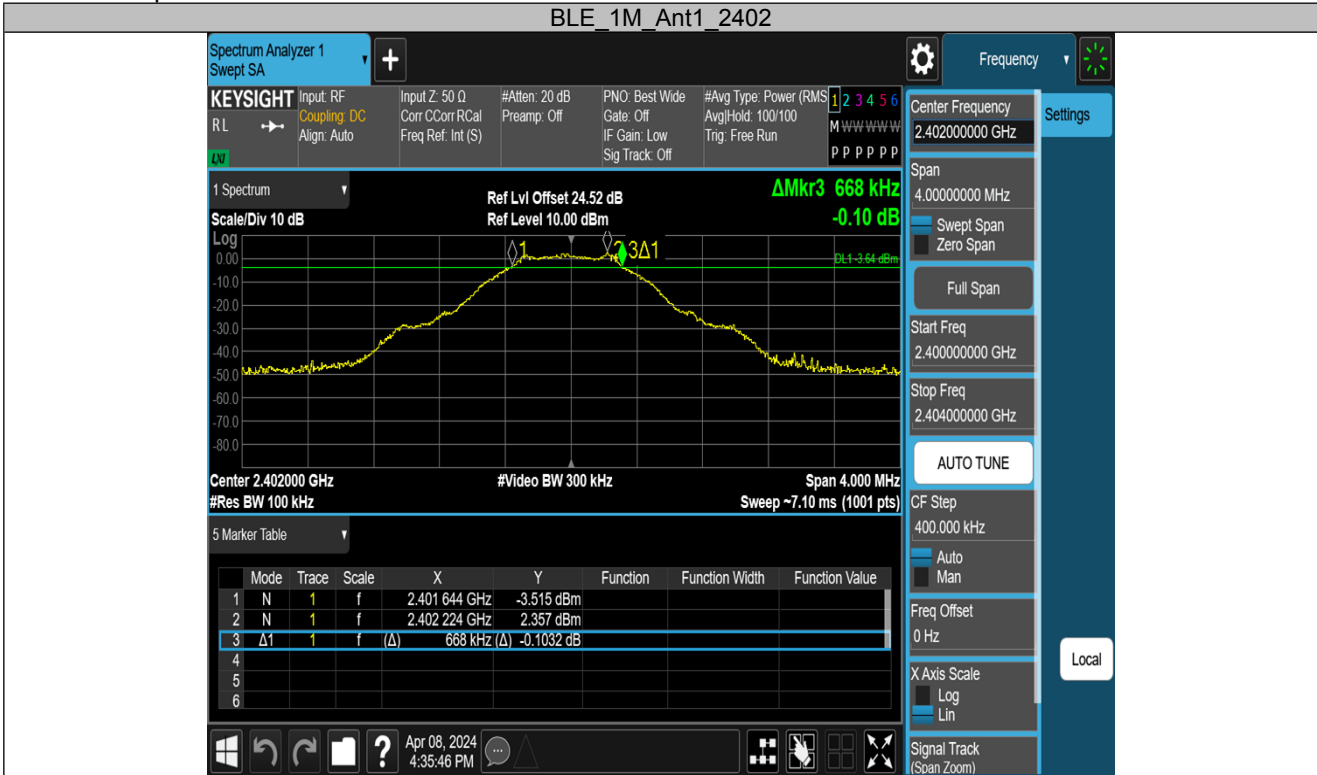 BLE_1M_Ant1_2402
Spectrum Analyzer 1
Swept SA
+
Frequency
KEYSIGHT
RL
LXI
Input: RF
Coupling: DC
Align: Auto
Input Z: 50 Ω
Corr CCorr RCal
Freq Ref: Int (S)
#Atten: 20 dB
Preamp: Off
PNO: Best Wide
Gate: Off
IF Gain: Low
Sig Track: Off
#Avg Type: Power (RMS
Avg|Hold: 100/100
Trig: Free Run
1 2 3 4 5 6
M W W W W W
P P P P P P
1 Spectrum
Scale/Div 10 dB
Ref Lvl Offset 24.52 dB
Ref Level 10.00 dBm
ΔMkr3 668 kHz
-0.10 dB
Log
0.00
-10.0
-20.0
-30.0
-40.0
-50.0
-60.0
-70.0
-80.0
1
2
3Δ1
DL1 -3.64 dBm
Center 2.402000 GHz
#Res BW 100 kHz
#Video BW 300 kHz
Span 4.000 MHz
Sweep ~7.10 ms (1001 pts)
5 Marker Table
Mode Trace Scale X Y Function Function Width Function Value
1 N 1 f 2.401 644 GHz -3.515 dBm
2 N 1 f 2.402 224 GHz 2.357 dBm
3 Δ1 1 f (Δ) 668 kHz (Δ) -0.1032 dB
4
5
6
?
Apr 08, 2024
4:35:46 PM
Center Frequency
2.402000000 GHz
Span
4.00000000 MHz
Swept Span
Zero Span
Full Span
Start Freq
2.400000000 GHz
Stop Freq
2.404000000 GHz
AUTO TUNE
CF Step
400.000 kHz
Auto
Man
Freq Offset
0 Hz
X Axis Scale
Log
Lin
Signal Track
(Span Zoom)
Settings
Local